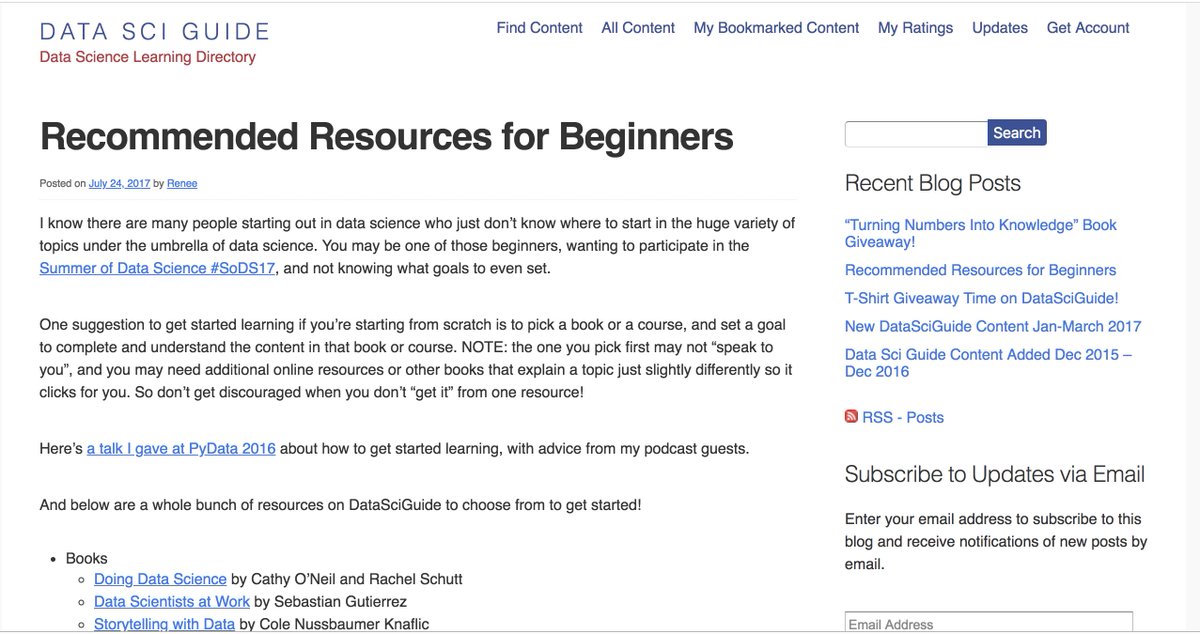 DATA SCI GUIDE
Data Science Learning Directory
Find Content All Content My Bookmarked Content My Ratings Updates Get Account
Recommended Resources for Beginners
Posted on July 24, 2017 by Renee
I know there are many people starting out in data science who just don’t know where to start in the huge variety of
topics under the umbrella of data science. You may be one of those beginners, wanting to participate in the
Summer of Data Science #SoDS17, and not knowing what goals to even set.
One suggestion to get started learning if you’re starting from scratch is to pick a book or a course, and set a goal
to complete and understand the content in that book or course. NOTE: the one you pick first may not “speak to
you”, and you may need additional online resources or other books that explain a topic just slightly differently so it
clicks for you. So don’t get discouraged when you don’t “get it” from one resource!
Here’s a talk I gave at PyData 2016 about how to get started learning, with advice from my podcast guests.
And below are a whole bunch of resources on DataSciGuide to choose from to get started!
• Books
◦ Doing Data Science by Cathy O’Neil and Rachel Schutt
◦ Data Scientists at Work by Sebastian Gutierrez
◦ Storytelling with Data by Cole Nussbaumer Knaflic
Search
Recent Blog Posts
“Turning Numbers Into Knowledge” Book
Giveaway!
Recommended Resources for Beginners
T-Shirt Giveaway Time on DataSciGuide!
New DataSciGuide Content Jan-March 2017
Data Sci Guide Content Added Dec 2015 –
Dec 2016
RSS - Posts
Subscribe to Updates via Email
Enter your email address to subscribe to this
blog and receive notifications of new posts by
email.
Email Address